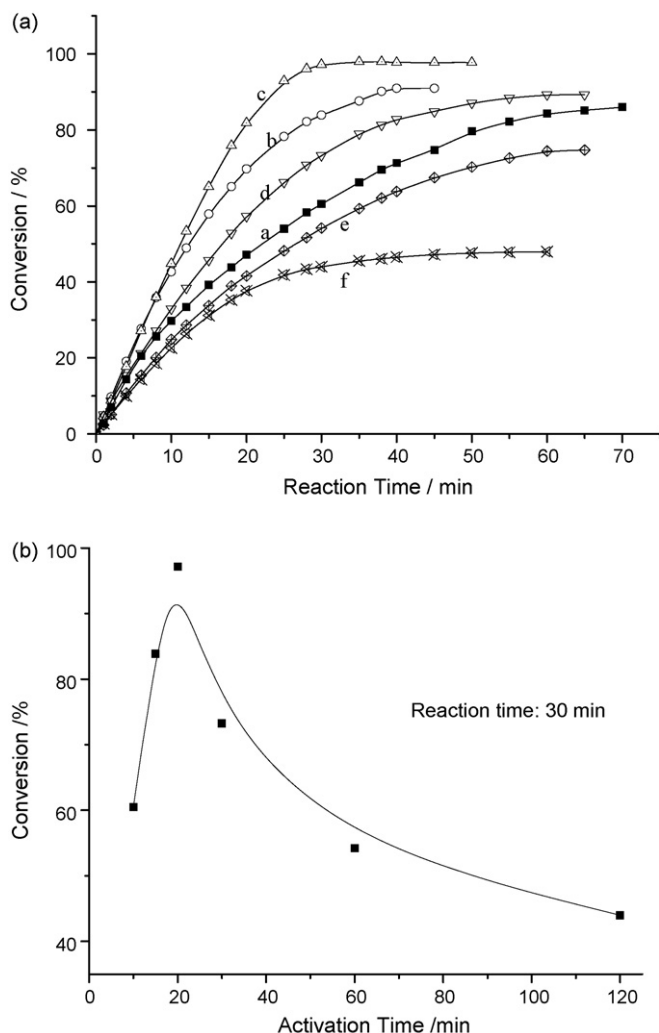 (a)
100
80
60
40
20
0
Conversion / %
c
b
d
a
e
f
0 10 20 30 40 50 60 70
Reaction Time / min
(b)
100
80
60
40
Conversion /%
Reaction time: 30 min
0 20 40 60 80 100 120
Activation Time /min